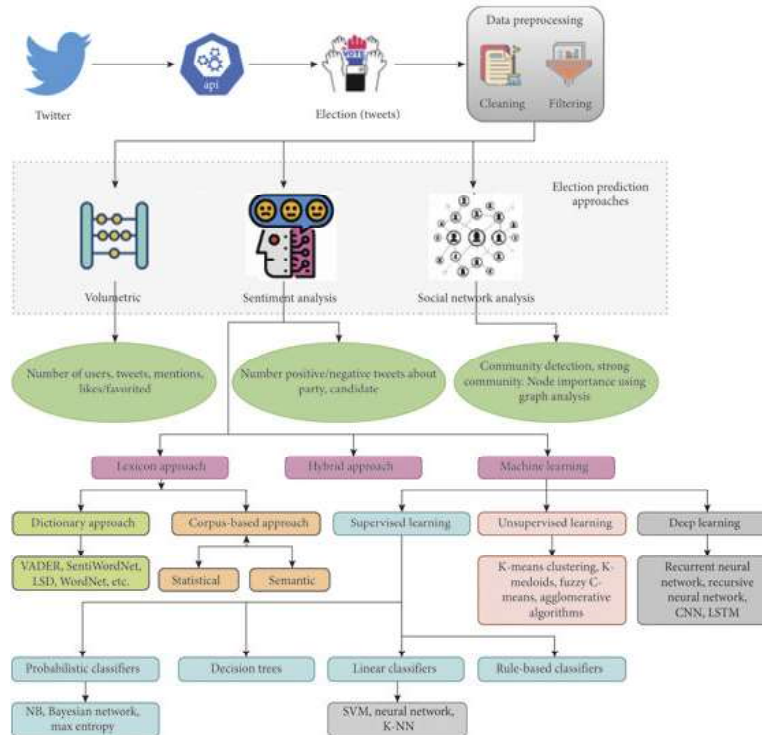 Data preprocessing
VOTE
api
Cleaning
Filtering
Twitter
Election (tweets)
Election prediction
approaches
Volumetric
Sentiment analysis
Social network analysis
Number of users, tweets, mentions,
likes/favorited
Number positive/negative tweets about
party, candidate
Community detection, strong
community. Node importance using
graph analysis
Lexicon approach
Hybrid approach
Machine learning
Dictionary approach
Corpus-based approach
Supervised learning
Unsupervised learning
Deep learning
VADER, SentiWordNet,
LSD, WordNet, etc.
Statistical
Semantic
K-means clustering, K-
medoids, fuzzy C-
means, agglomerative
algorithms
Recurrent neural
network, recursive
neural network,
CNN, LSTM
Probabilistic classifiers
Decision trees
Linear classifiers
Rule-based classifiers
NB, Bayesian network,
max entropy
SVM, neural network,
K-NN